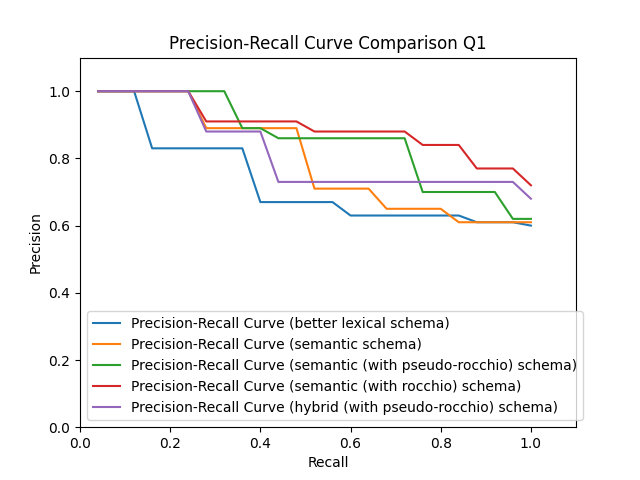 Precision-Recall Curve Comparison Q1
1.0
0.8
0.6
0.4
0.2
0.0
Precision
Precision-Recall Curve (better lexical schema)
Precision-Recall Curve (semantic schema)
Precision-Recall Curve (semantic (with pseudo-rocchio) schema)
Precision-Recall Curve (semantic (with rocchio) schema)
Precision-Recall Curve (hybrid (with pseudo-rocchio) schema)
0.0 0.2 0.4 0.6 0.8 1.0
Recall